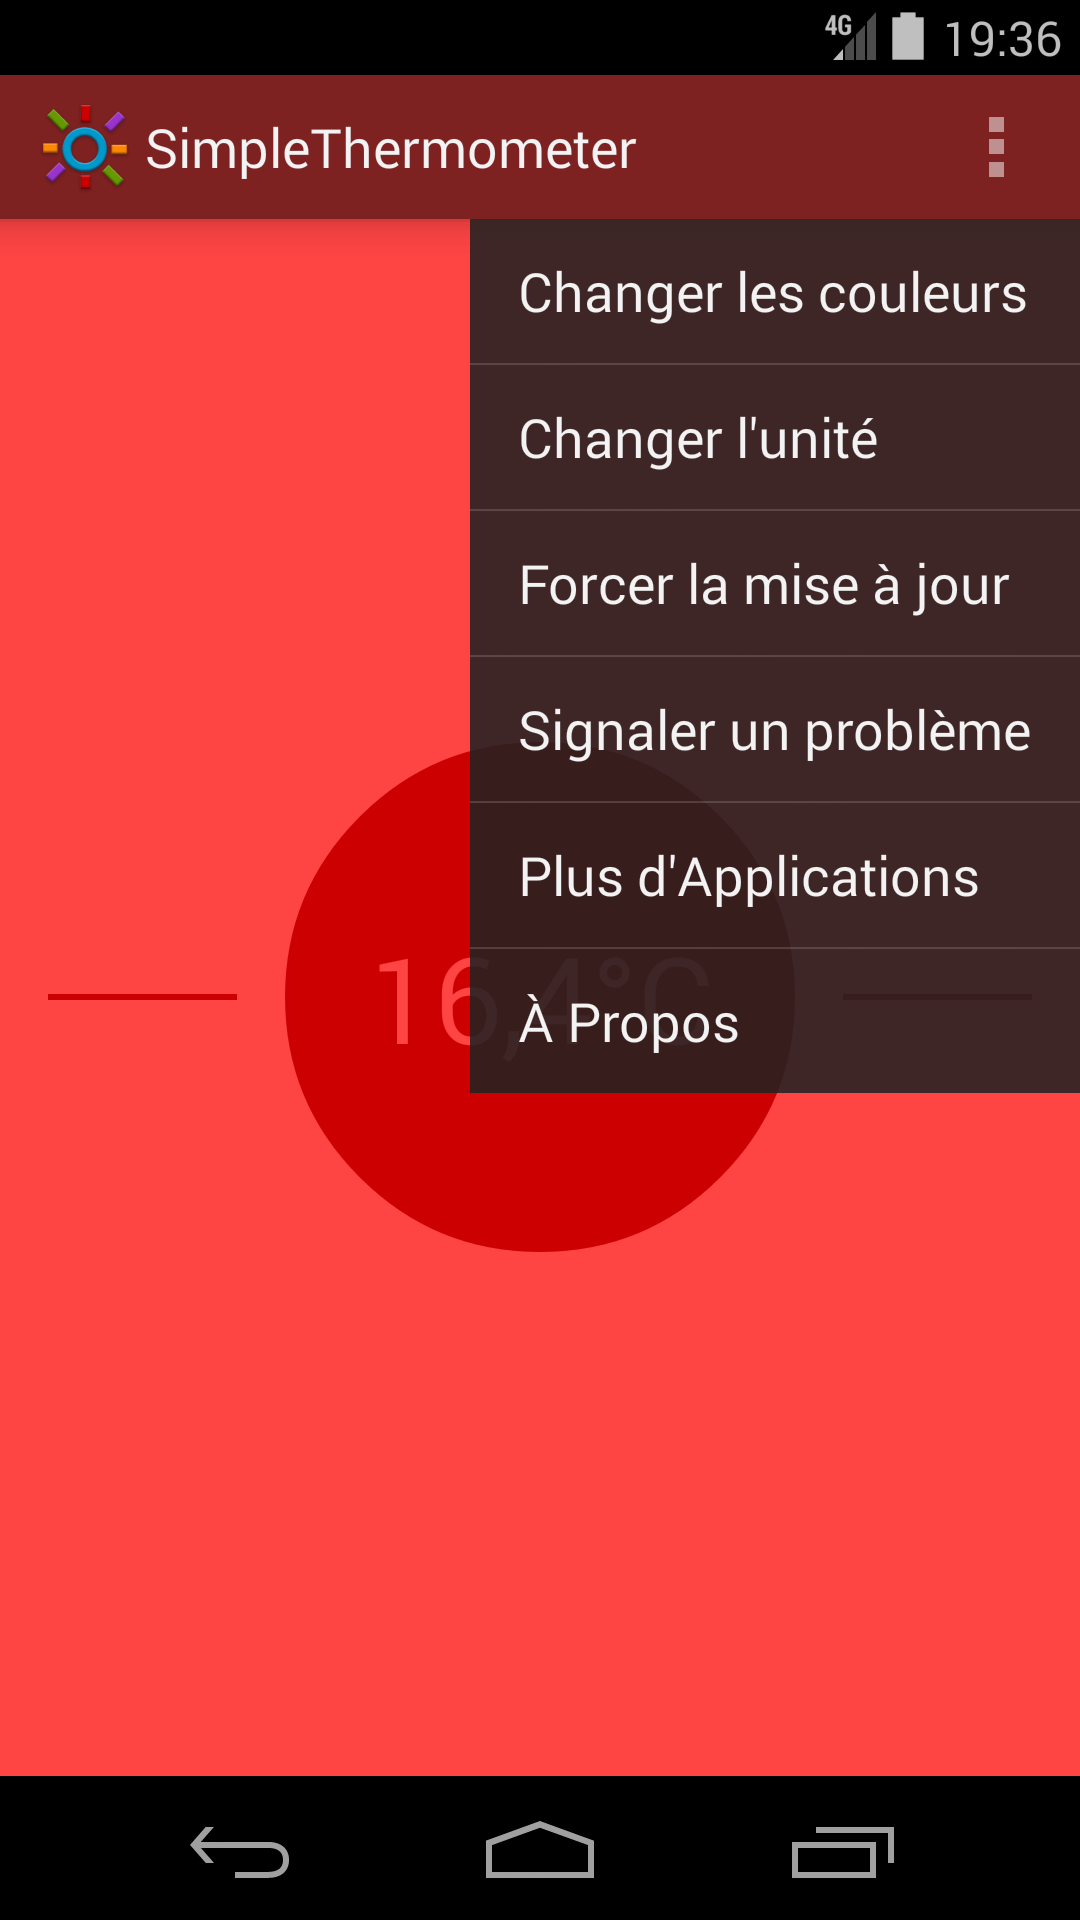 4G 19:36
SimpleThermometer
Changer les couleurs
Changer l'unité
Forcer la mise à jour
Signaler un problème
Plus d'Applications
16,4°C
À Propos